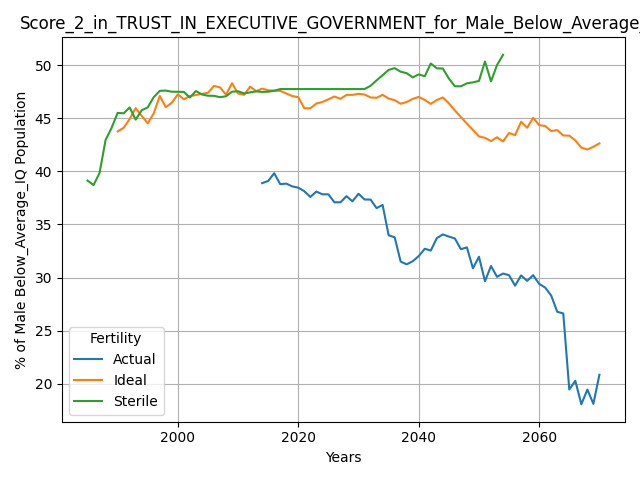 Score_2_in_TRUST_IN_EXECUTIVE_GOVERNMENT_for_Male_Below_Average_
% of Male Below_Average_IQ Population
50
45
40
35
30
25
20
Fertility
Actual
Ideal
Sterile
2000
2020
2040
2060
Years